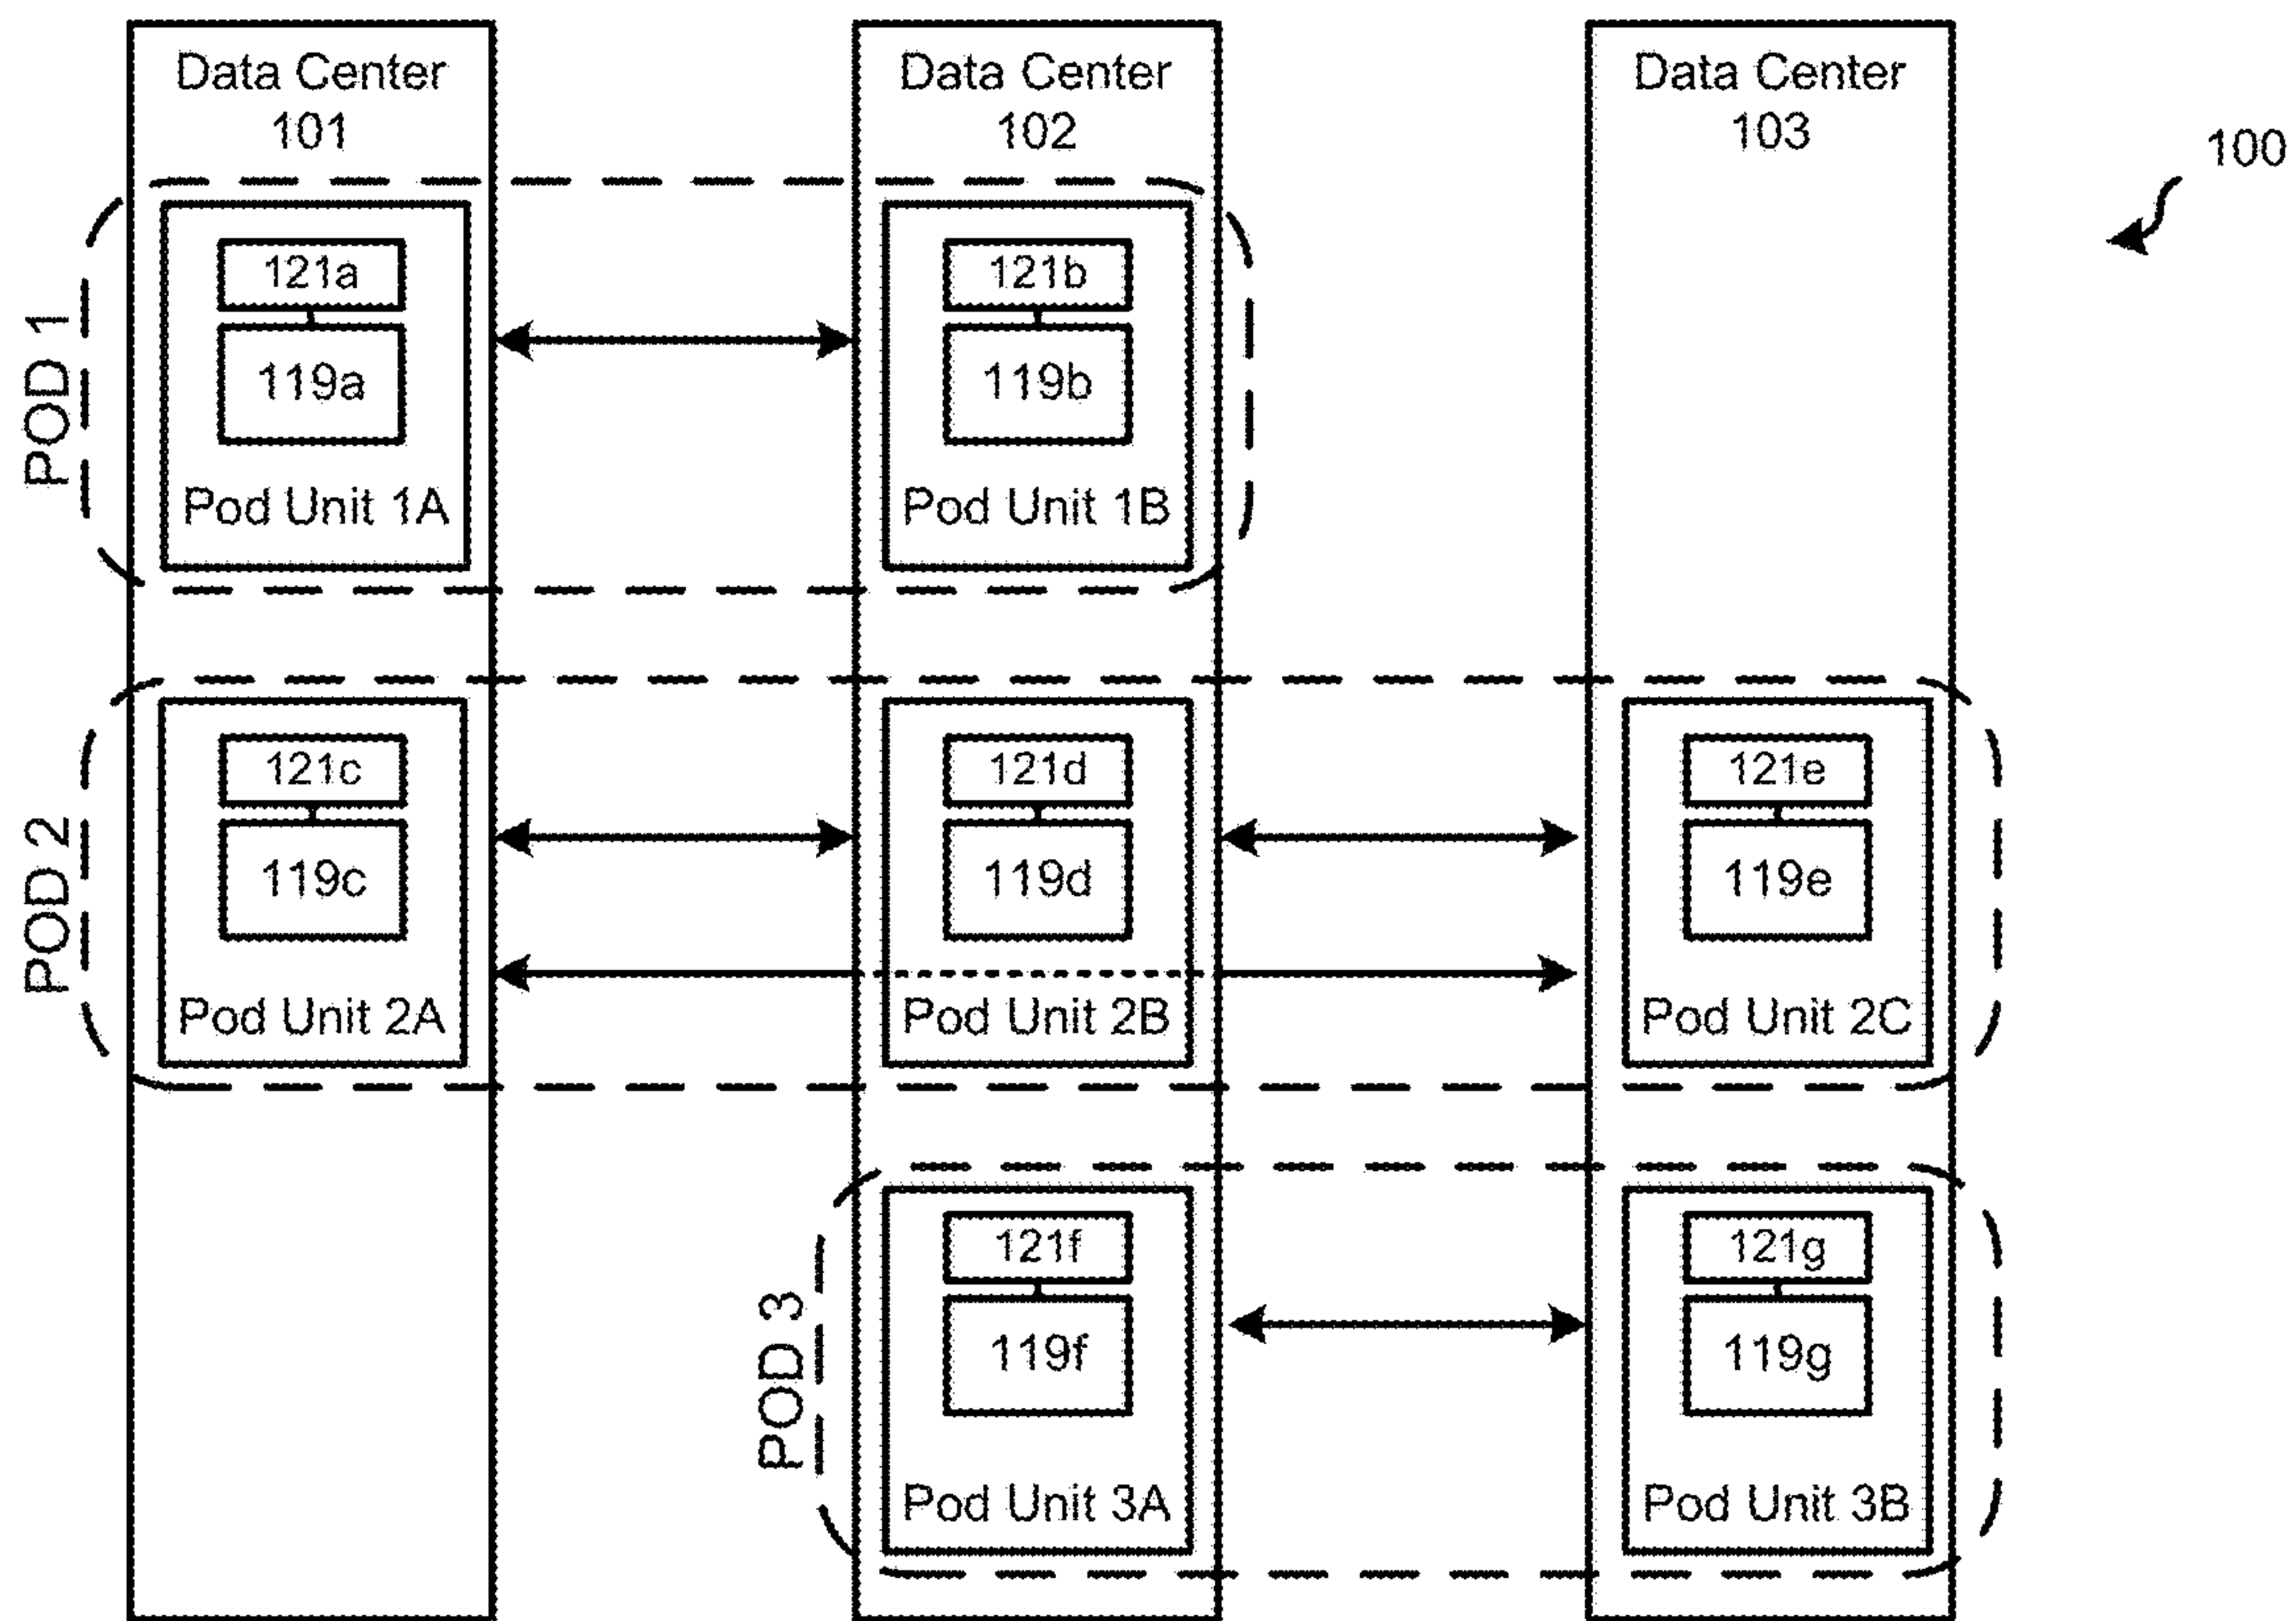 Data Center
101
Data Center
102
Data Center
103
100
POD 1
121a
119a
Pod Unit 1A
121b
119b
Pod Unit 1B
POD 2
121c
119c
Pod Unit 2A
121d
119d
Pod Unit 2B
121e
119e
Pod Unit 2C
POD 3
121f
119f
Pod Unit 3A
121g
119g
Pod Unit 3B